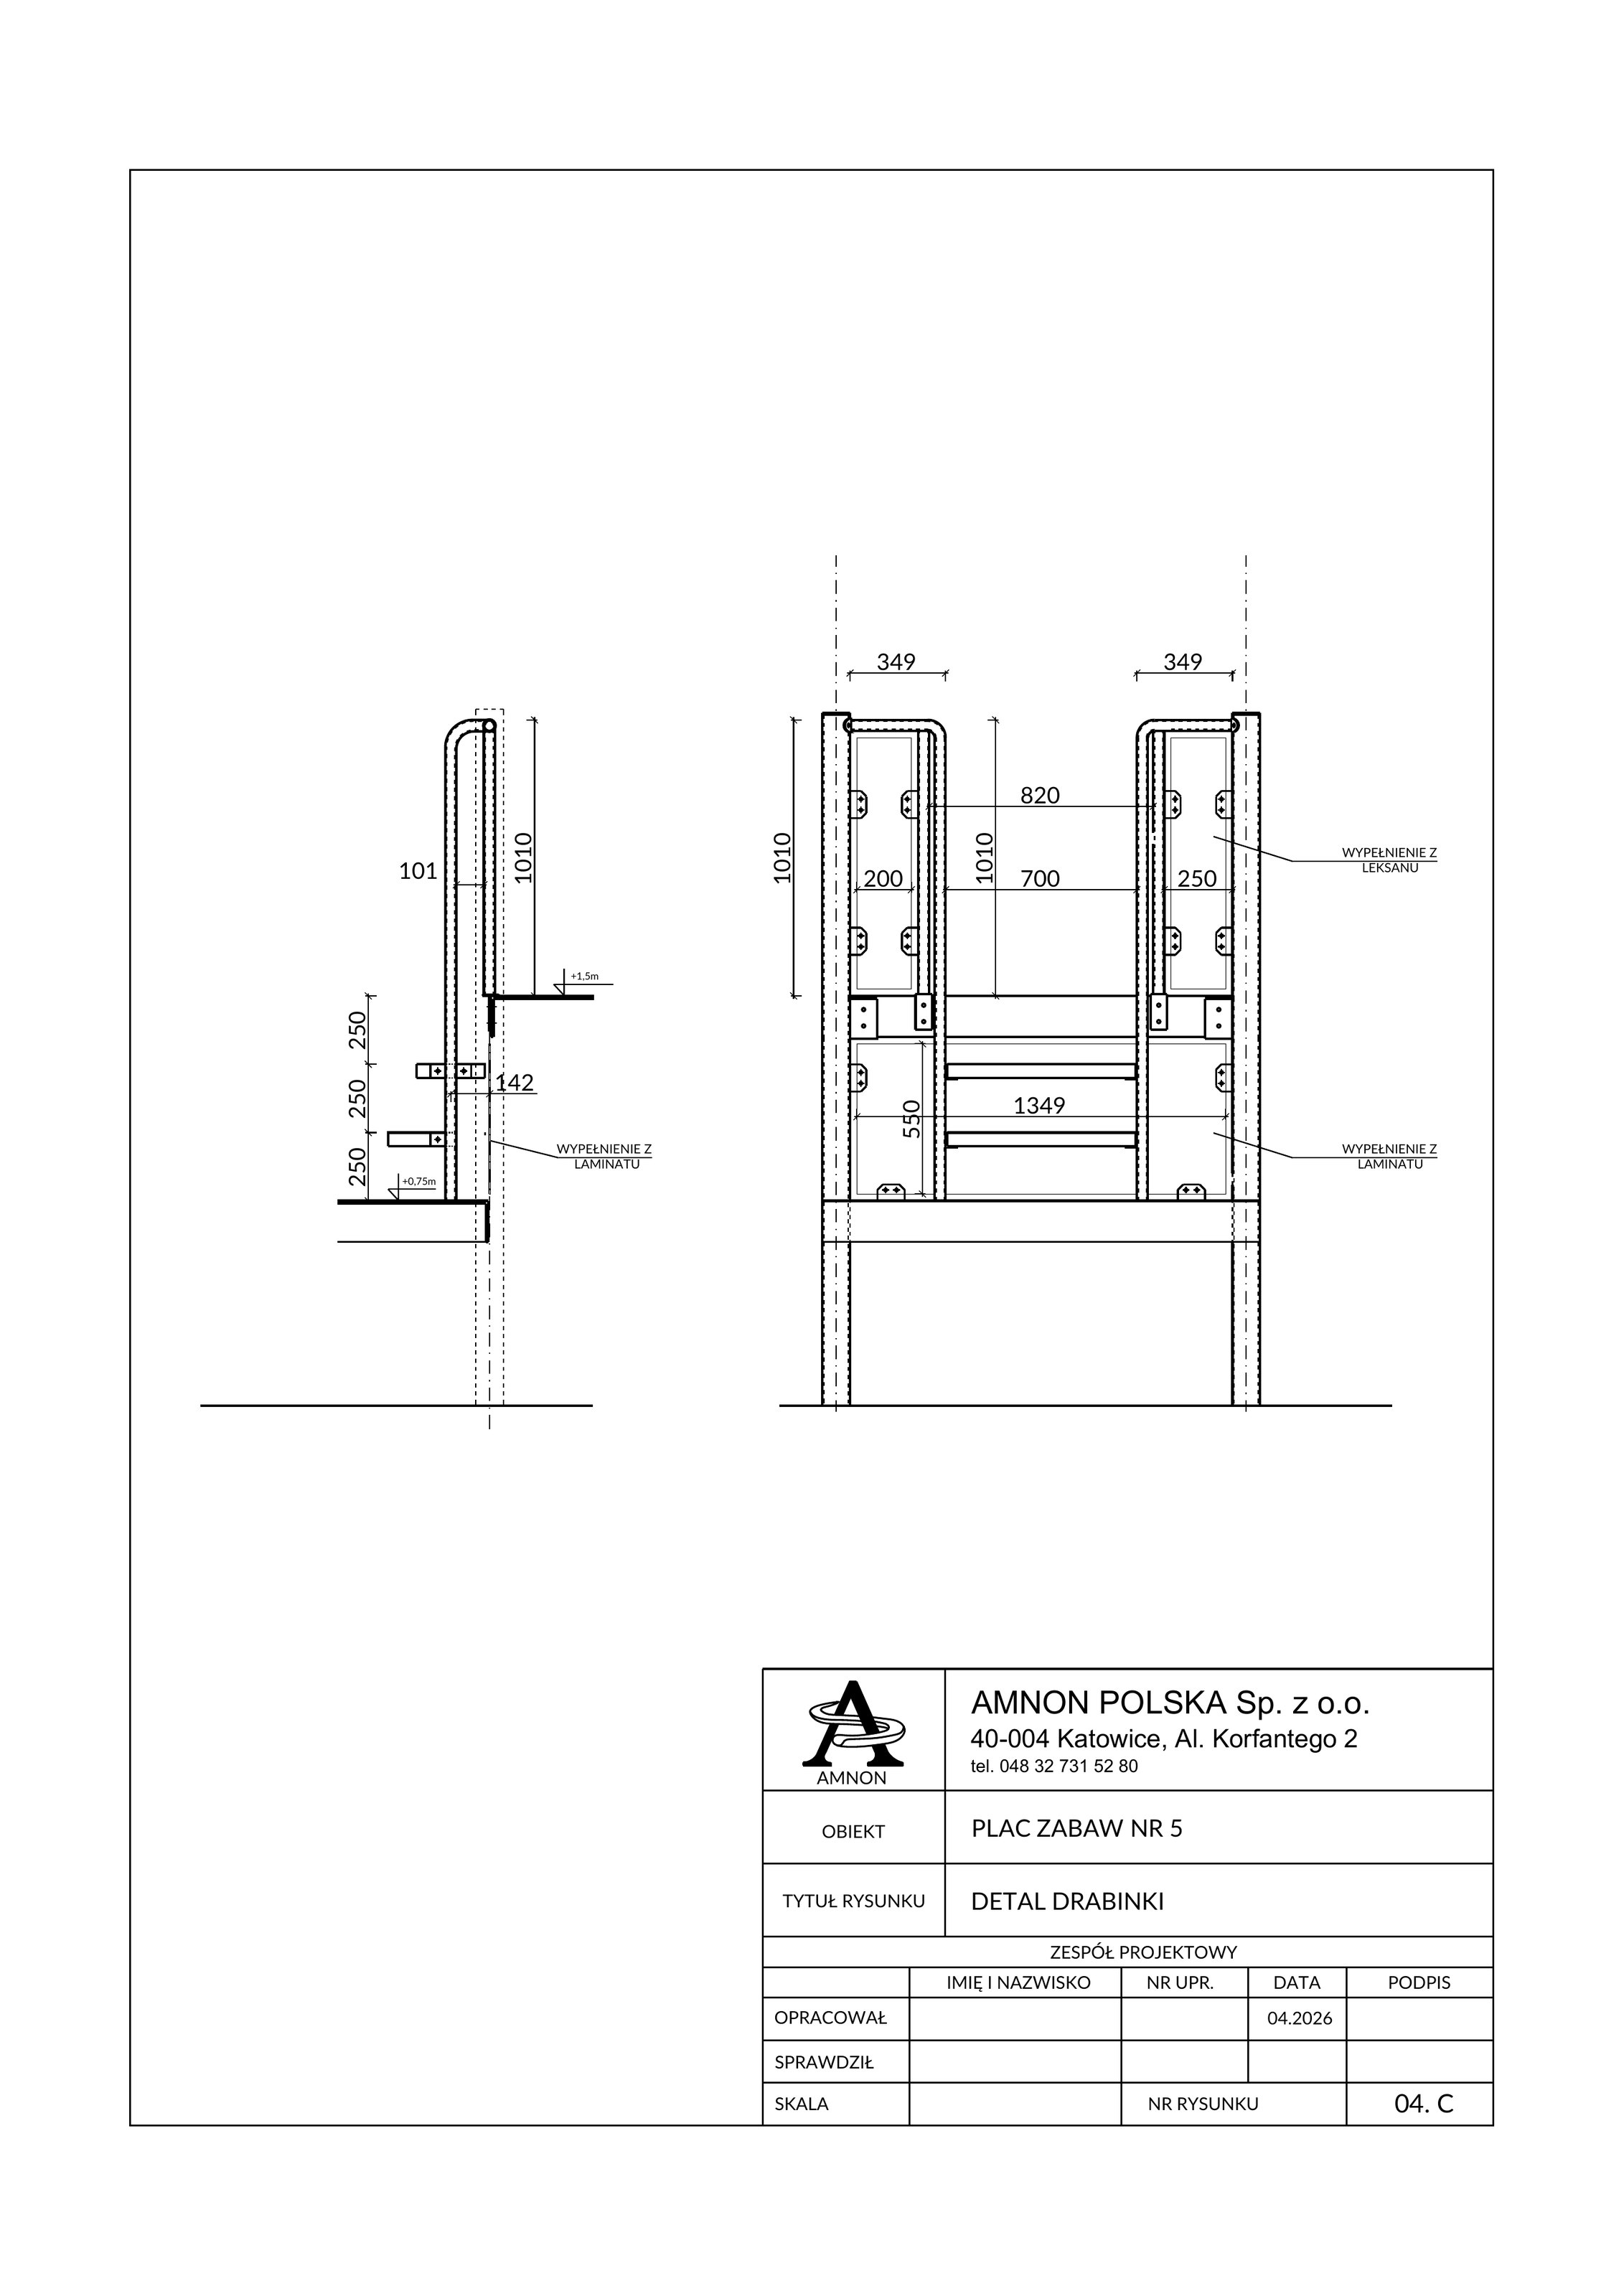 349
349
820
1010
1010
1010
101
200
700
250
WYPEŁNIENIE Z
LEKSANU
+1,5m
250
250
250
142
1349
550
WYPEŁNIENIE Z
LAMINATU
WYPEŁNIENIE Z
LAMINATU
+0,75m
AMNON
AMNON POLSKA Sp. z o.o.
40-004 Katowice, Al. Korfantego 2
tel. 048 32 731 52 80
OBIEKT
PLAC ZABAW NR 5
TYTUŁ RYSUNKU
DETAL DRABINKI
ZESPÓŁ PROJEKTOWY
IMIĘ I NAZWISKO
NR UPR.
DATA
PODPIS
OPRACOWAŁ
04.2026
SPRAWDZIŁ
SKALA
NR RYSUNKU
04. C